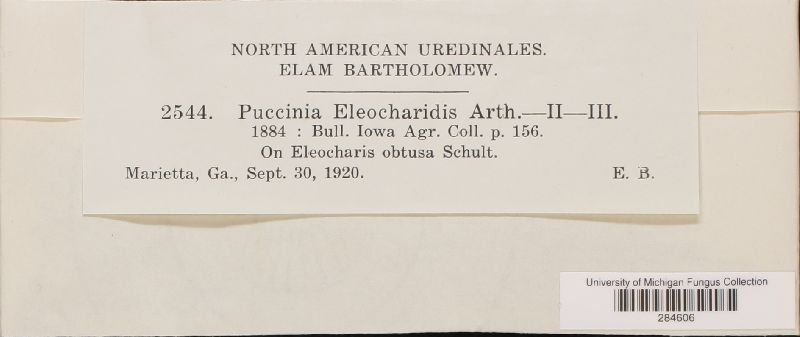 NORTH AMERICAN UREDINALES.
ELAM BARTHOLOMEW.
2544. Puccinia Eleocharidis Arth.—II—III.
1884 : Bull. Iowa Agr. Coll. p. 156.
On Eleocharis obtusa Schult.
Marietta, Ga., Sept. 30, 1920. E. B.
University of Michigan Fungus Collection
284606